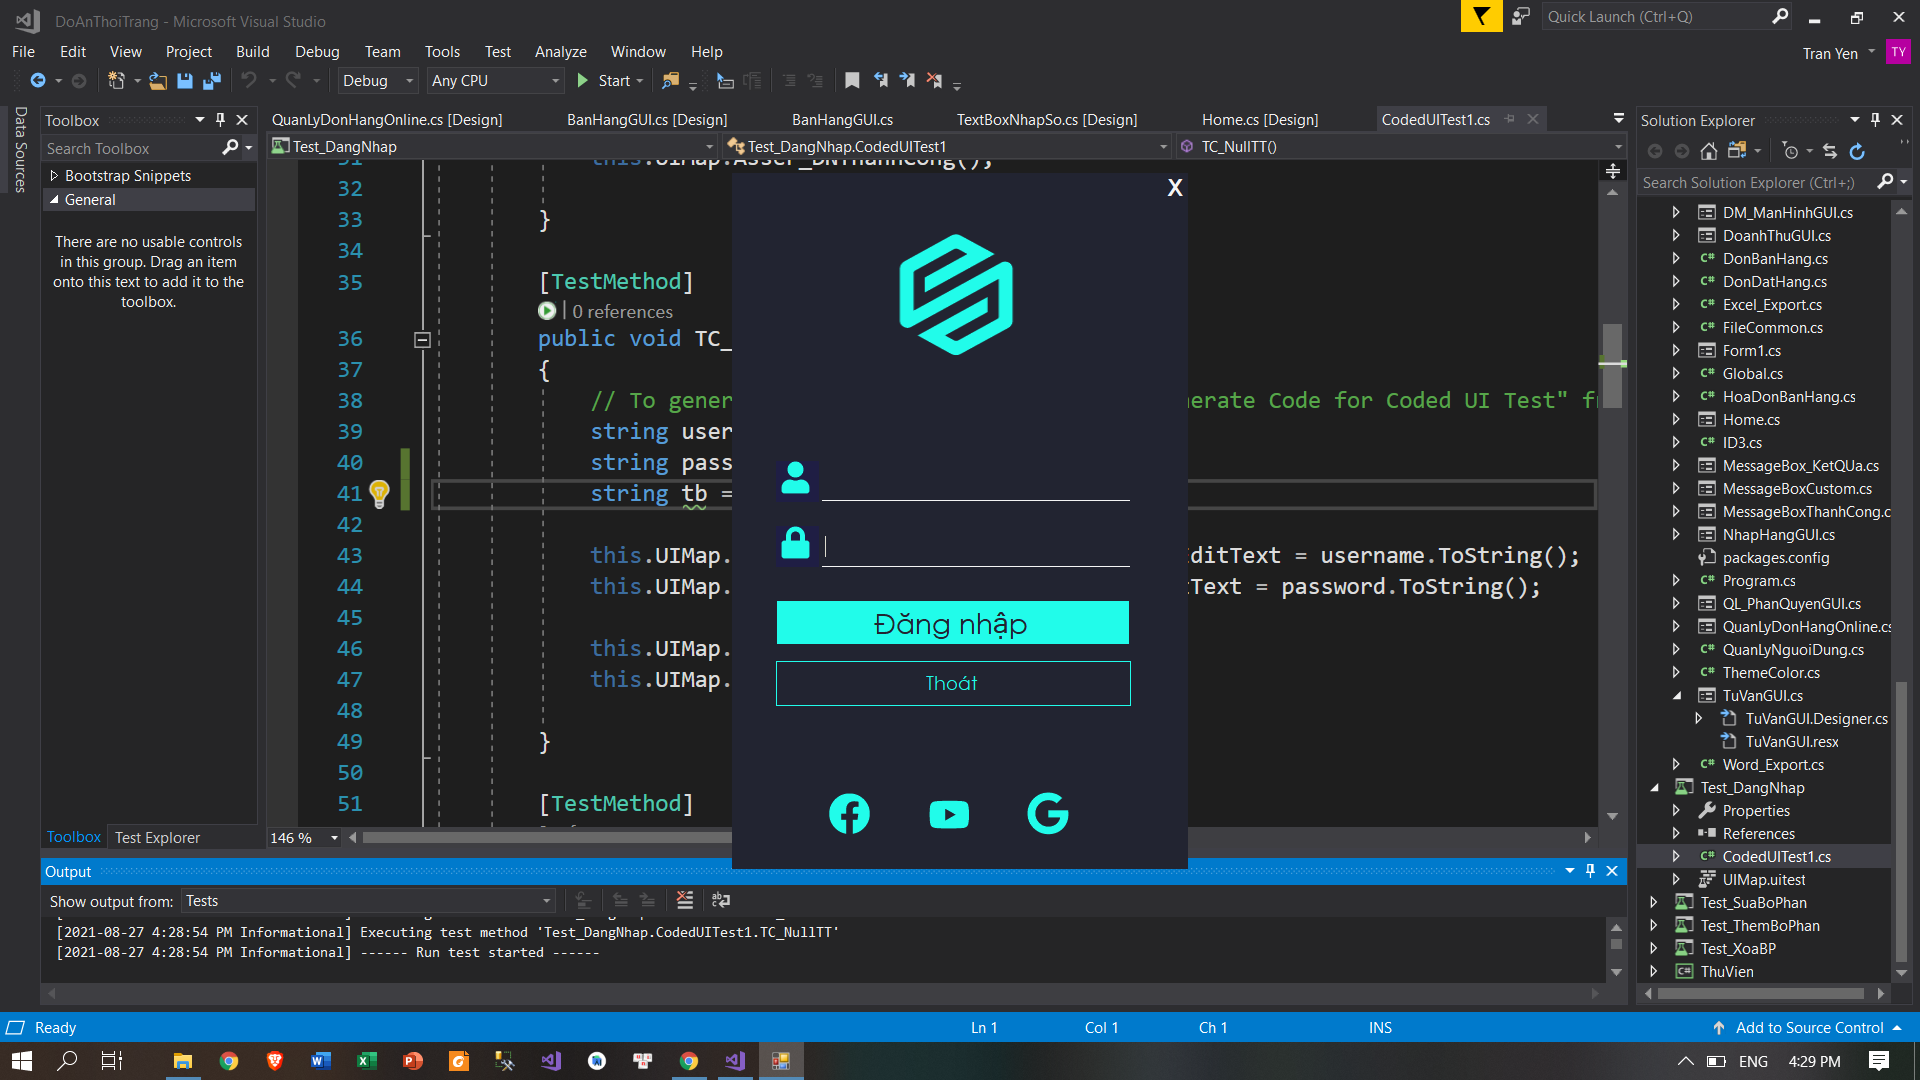 DoAnThoiTrang - Microsoft Visual Studio
Quick Launch (Ctrl+Q)
File Edit View Project Build Debug Team Tools Test Analyze Window Help
Tran Yen
TY
Debug
Any CPU
Start
Data Sources
Toolbox
Search Toolbox
Bootstrap Snippets
General
There are no usable controls
in this group. Drag an item
onto this text to add it to the
toolbox.
Toolbox
Test Explorer
QuanLyDonHangOnline.cs [Design]
BanHangGUI.cs [Design]
BanHangGUI.cs
TextBoxNhapSo.cs [Design]
Home.cs [Design]
CodedUITest1.cs
Test_DangNhap
Test_DangNhap.CodedUITest1
TC_NullTT()
31 this.UIMap.Asser_DNThanhCong();
32
33 }
34
35 [TestMethod]
0 references
36 public void TC_
37 {
38 // To gener
nerate Code for Coded UI Test" fr
39 string user
40 string pass
41 string tb =
42
43 this.UIMap.
EditText = username.ToString();
44 this.UIMap.
tText = password.ToString();
45
46 this.UIMap.
47 this.UIMap.
48
49 }
50
51 [TestMethod]
146 %
X
Đăng nhập
Thoát
Solution Explorer
Search Solution Explorer (Ctrl+;)
DM_ManHinhGUI.cs
DoanhThuGUI.cs
DonBanHang.cs
DonDatHang.cs
Excel_Export.cs
FileCommon.cs
Form1.cs
Global.cs
HoaDonBanHang.cs
Home.cs
ID3.cs
MessageBox_KetQUa.cs
MessageBoxCustom.cs
MessageBoxThanhCong.c
NhapHangGUI.cs
packages.config
Program.cs
QL_PhanQuyenGUI.cs
QuanLyDonHangOnline.cs
QuanLyNguoiDung.cs
ThemeColor.cs
TuVanGUI.cs
TuVanGUI.Designer.cs
TuVanGUI.resx
Word_Export.cs
Test_DangNhap
Properties
References
CodedUITest1.cs
UIMap.uitest
Test_SuaBoPhan
Test_ThemBoPhan
Test_XoaBP
ThuVien
Output
Show output from: Tests
[2021-08-27 4:28:54 PM Informational] Executing test method 'Test_DangNhap.CodedUITest1.TC_NullTT'
[2021-08-27 4:28:54 PM Informational] ------ Run test started ------
Ready
Ln 1
Col 1
Ch 1
INS
Add to Source Control
ENG
4:29 PM